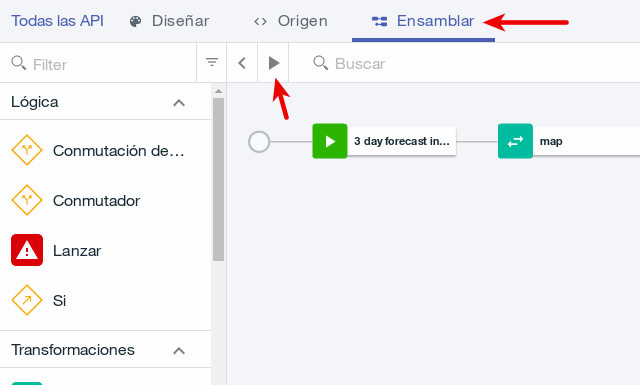 Todas las API Diseñar Origen Ensamblar
Filter Buscar
Lógica
3 day forecast in... map
Conmutación de...
Conmutador
Lanzar
Si
Transformaciones